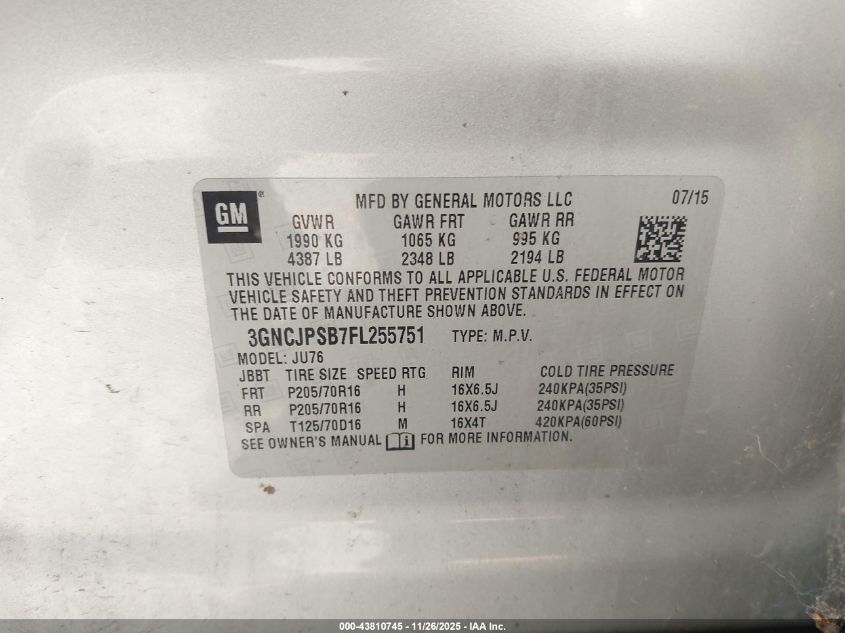 GM
MFD BY GENERAL MOTORS LLC 07/15
GVWR GAWR FRT GAWR RR
1990 KG 1065 KG 995 KG
4387 LB 2348 LB 2194 LB
THIS VEHICLE CONFORMS TO ALL APPLICABLE U.S. FEDERAL MOTOR
VEHICLE SAFETY AND THEFT PREVENTION STANDARDS IN EFFECT ON
THE DATE OF MANUFACTURE SHOWN ABOVE.
3GNCJPSB7FL255751 TYPE: M.P.V.
MODEL: JU76
JBBT TIRE SIZE SPEED RTG RIM COLD TIRE PRESSURE
FRT P205/70R16 H 16X6.5J 240KPA(35PSI)
RR P205/70R16 H 16X6.5J 240KPA(35PSI)
SPA T125/70D16 M 16X4T 420KPA(60PSI)
SEE OWNER'S MANUAL FOR MORE INFORMATION.
000-43810745 - 11/26/2025 - IAA Inc.